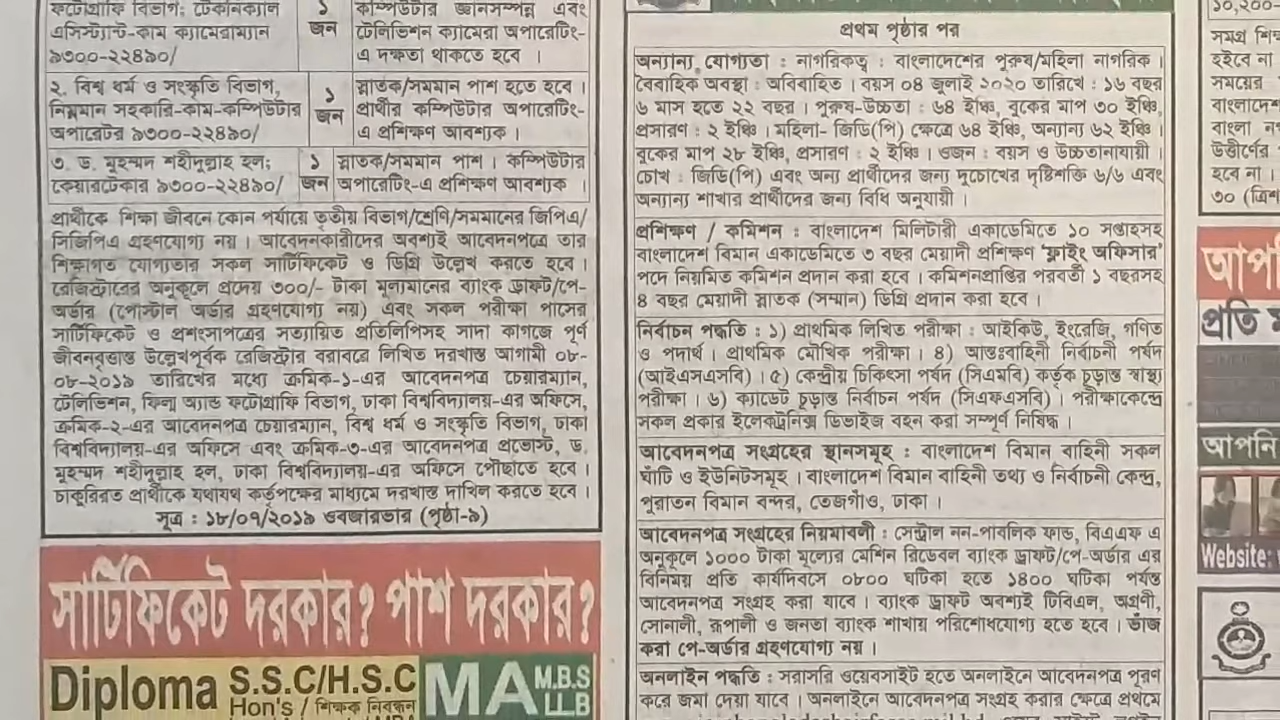 ফটোগ্রাফি বিভাগ; টেকনিক্যাল
এসিস্ট্যান্ট-কাম ক্যামেরাম্যান
৯৩০০-২২৪৯০/
১
জন
কম্পিউটার জ্ঞানসম্পন্ন এবং
টেলিভিশন ক্যামেরা অপারেটিং-
এ দক্ষতা থাকতে হবে ।
২. বিশ্ব ধর্ম ও সংস্কৃতি বিভাগ,
নিম্নমান সহকারি-কাম-কম্পিউটার
অপারেটর ৯৩০০-২২৪৯০/
১
জন
স্নাতক/সমমান পাশ হতে হবে ।
প্রার্থীর কম্পিউটার অপারেটিং-
এ প্রশিক্ষণ আবশ্যক ।
৩. ড. মুহম্মদ শহীদুল্লাহ হল;
কেয়ারটেকার ৯৩০০-২২৪৯০/
১
জন
স্নাতক/সমমান পাশ । কম্পিউটার
অপারেটিং-এ প্রশিক্ষণ আবশ্যক ।
প্রার্থীকে শিক্ষা জীবনে কোন পর্যায়ে তৃতীয় বিভাগ/শ্রেণি/সমমানের জিপিএ/
সিজিপিএ গ্রহণযোগ্য নয় । আবেদনকারীদের অবশ্যই আবেদনপত্রে তার
শিক্ষাগত যোগ্যতার সকল সার্টিফিকেট ও ডিগ্রি উল্লেখ করতে হবে ।
রেজিস্ট্রারের অনুকূলে প্রদেয় ৩০০/- টাকা মূল্যমানের ব্যাংক ড্রাফট/পে-
অর্ডার (পোস্টাল অর্ডার গ্রহণযোগ্য নয়) এবং সকল পরীক্ষা পাসের
সার্টিফিকেট ও প্রশংসাপত্রের সত্যায়িত প্রতিলিপিসহ সাদা কাগজে পূর্ণ
জীবনবৃত্তান্ত উল্লেখপূর্বক রেজিস্ট্রার বরাবরে লিখিত দরখাস্ত আগামী ০৮-
০৮-২০১৯ তারিখের মধ্যে ক্রমিক-১-এর আবেদনপত্র চেয়ারম্যান,
টেলিভিশন, ফিল্ম অ্যান্ড ফটোগ্রাফি বিভাগ, ঢাকা বিশ্ববিদ্যালয়-এর অফিসে,
ক্রমিক-২-এর আবেদনপত্র চেয়ারম্যান, বিশ্ব ধর্ম ও সংস্কৃতি বিভাগ, ঢাকা
বিশ্ববিদ্যালয়-এর অফিসে এবং ক্রমিক-৩-এর আবেদনপত্র প্রভোস্ট, ড.
মুহম্মদ শহীদুল্লাহ হল, ঢাকা বিশ্ববিদ্যালয়-এর অফিসে পৌছাতে হবে ।
চাকুরিরত প্রার্থীকে যথাযথ কর্তৃপক্ষের মাধ্যমে দরখাস্ত দাখিল করতে হবে ।
সূত্র : ১৮/০৭/২০১৯ অবজারভার (পৃষ্ঠা-৯)
সার্টিফিকেট দরকার? পাশ দরকার?
Diploma S.S.C/H.S.C
Hon's / শিক্ষক নিবন্ধন
MA M.B.S
LL.B
প্রথম পৃষ্ঠার পর
অন্যান্য যোগ্যতা : নাগরিকত্ব : বাংলাদেশের পুরুষ/মহিলা নাগরিক ।
বৈবাহিক অবস্থা : অবিবাহিত । বয়স ০৪ জুলাই ২০২০ তারিখে : ১৬ বছর
৬ মাস হতে ২২ বছর । পুরুষ-উচ্চতা : ৬৪ ইঞ্চি, বুকের মাপ ৩০ ইঞ্চি,
প্রসারণ : ২ ইঞ্চি । মহিলা- জিডি(পি) ক্ষেত্রে ৬৪ ইঞ্চি, অন্যান্য ৬২ ইঞ্চি ।
বুকের মাপ ২৮ ইঞ্চি, প্রসারণ : ২ ইঞ্চি । ওজন : বয়স ও উচ্চতানাযায়ী ।
চোখ : জিডি(পি) এবং অন্য প্রার্থীদের জন্য দুচোখের দৃষ্টিশক্তি ৬/৬ এবং
অন্যান্য শাখার প্রার্থীদের জন্য বিধি অনুযায়ী ।
প্রশিক্ষণ / কমিশন : বাংলাদেশ মিলিটারী একাডেমিতে ১০ সপ্তাহসহ
বাংলাদেশ বিমান একাডেমিতে ৩ বছর মেয়াদী প্রশিক্ষণ 'ফ্লাইং অফিসার'
পদে নিয়মিত কমিশন প্রদান করা হবে । কমিশনপ্রাপ্তির পরবর্তী ১ বছরসহ
৪ বছর মেয়াদী স্নাতক (সম্মান) ডিগ্রি প্রদান করা হবে ।
নির্বাচন পদ্ধতি : ১) প্রাথমিক লিখিত পরীক্ষা : আইকিউ, ইংরেজি, গণিত
ও পদার্থ । প্রাথমিক মৌখিক পরীক্ষা । ৪) আন্তঃবাহিনী নির্বাচনী পর্ষদ
(আইএসএসবি) । ৫) কেন্দ্রীয় চিকিৎসা পর্ষদ (সিএমবি) কর্তৃক চূড়ান্ত স্বাস্থ্য
পরীক্ষা । ৬) ক্যাডেট চূড়ান্ত নির্বাচন পর্ষদ (সিএফএসবি) । পরীক্ষাকেন্দ্রে
সকল প্রকার ইলেকট্রনিক্স ডিভাইজ বহন করা সম্পূর্ণ নিষিদ্ধ ।
আবেদনপত্র সংগ্রহের স্থানসমূহ : বাংলাদেশ বিমান বাহিনী সকল
ঘাঁটি ও ইউনিটসমূহ । বাংলাদেশ বিমান বাহিনী তথ্য ও নির্বাচনী কেন্দ্র,
পুরাতন বিমান বন্দর, তেজগাঁও, ঢাকা ।
আবেদনপত্র সংগ্রহের নিয়মাবলী : সেন্ট্রাল নন-পাবলিক ফান্ড, বিএএফ এ
অনুকূলে ১০০০ টাকা মূল্যের মেশিন রিডেবল ব্যাংক ড্রাফট/পে-অর্ডার এর
বিনিময় প্রতি কার্যদিবসে ০৮০০ ঘটিকা হতে ১৪০০ ঘটিকা পর্যন্ত
আবেদনপত্র সংগ্রহ করা যাবে । ব্যাংক ড্রাফট অবশ্যই টিবিএল, অগ্রণী,
সোনালী, রূপালী ও জনতা ব্যাংক শাখায় পরিশোধযোগ্য হতে হবে । ভাঁজ
করা পে-অর্ডার গ্রহণযোগ্য নয় ।
অনলাইন পদ্ধতি : সরাসরি ওয়েবসাইট হতে অনলাইনে আবেদনপত্র পূরণ
করে জমা দেয়া যাবে । অনলাইনে আবেদনপত্র সংগ্রহ করার ক্ষেত্রে প্রথমে
১০,২০০-
সমগ্র
হইবে না
সময়ের
বাংলাদে
বাংলা
উত্তীর্ণের
হবে না ।
৩০
আপ
প্রতি
আপনি
Website: